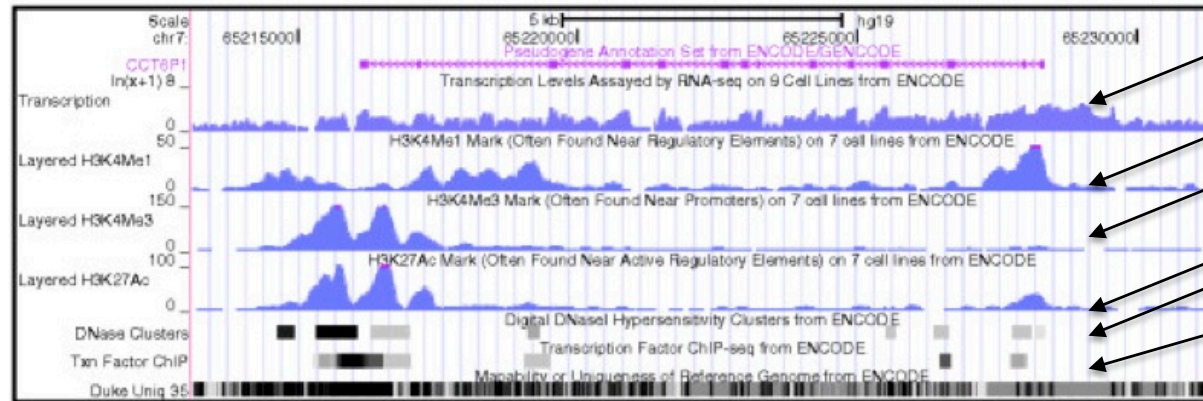 Scale 5 kb hg19
chr7: 65215000 65220000 65225000 65230000
Pseudogene Annotation Set from ENCODE/GENCODE
CCT6P1
ln(x+1) 8 Transcription Levels Assayed by RNA-seq on 9 Cell Lines from ENCODE
Transcription
0
50 H3K4Me1 Mark (Often Found Near Regulatory Elements) on 7 cell lines from ENCODE
Layered H3K4Me1
0
150 H3K4Me3 Mark (Often Found Near Promoters) on 7 cell lines from ENCODE
Layered H3K4Me3
0
100 H3K27Ac Mark (Often Found Near Active Regulatory Elements) on 7 cell lines from ENCODE
Layered H3K27Ac
0
Digital DNaseI Hypersensitivity Clusters from ENCODE
DNase Clusters
Transcription Factor ChIP-seq from ENCODE
Txn Factor ChIP
Mapability or Uniqueness of Reference Genome from ENCODE
Duke Uniq 35